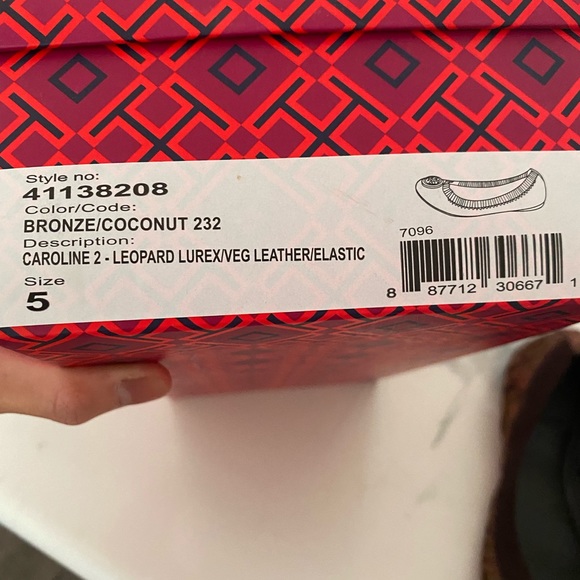 Style no:
41138208
Color/Code:
BRONZE/COCONUT 232
Description:
CAROLINE 2 - LEOPARD LUREX/VEG LEATHER/ELASTIC
Size
5
7096
8 87712 30667 1